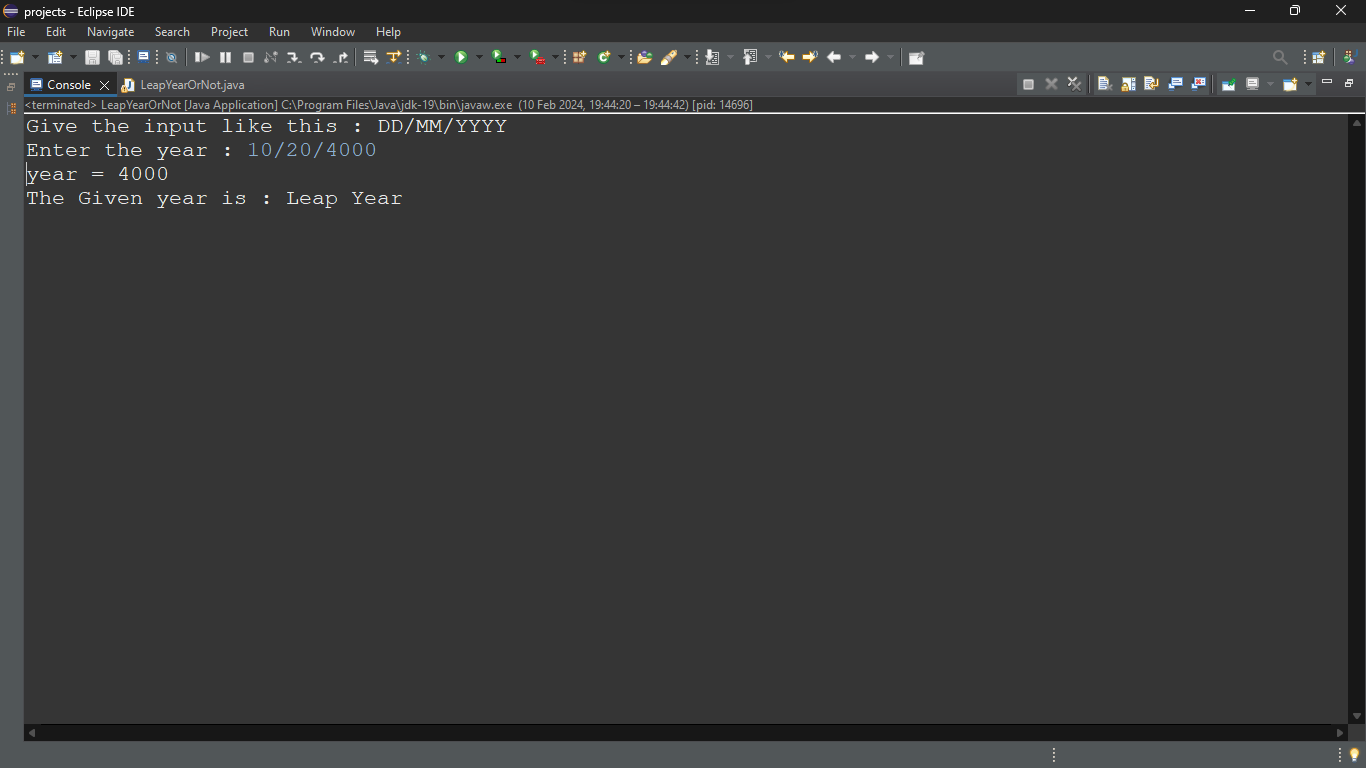 projects - Eclipse IDE
File Edit Navigate Search Project Run Window Help
Console LeapYearOrNot.java
<terminated> LeapYearOrNot [Java Application] C:\Program Files\Java\jdk-19\bin\javaw.exe (10 Feb 2024, 19:44:20 – 19:44:42) [pid: 14696]
Give the input like this : DD/MM/YYYY
Enter the year : 10/20/4000
year = 4000
The Given year is : Leap Year